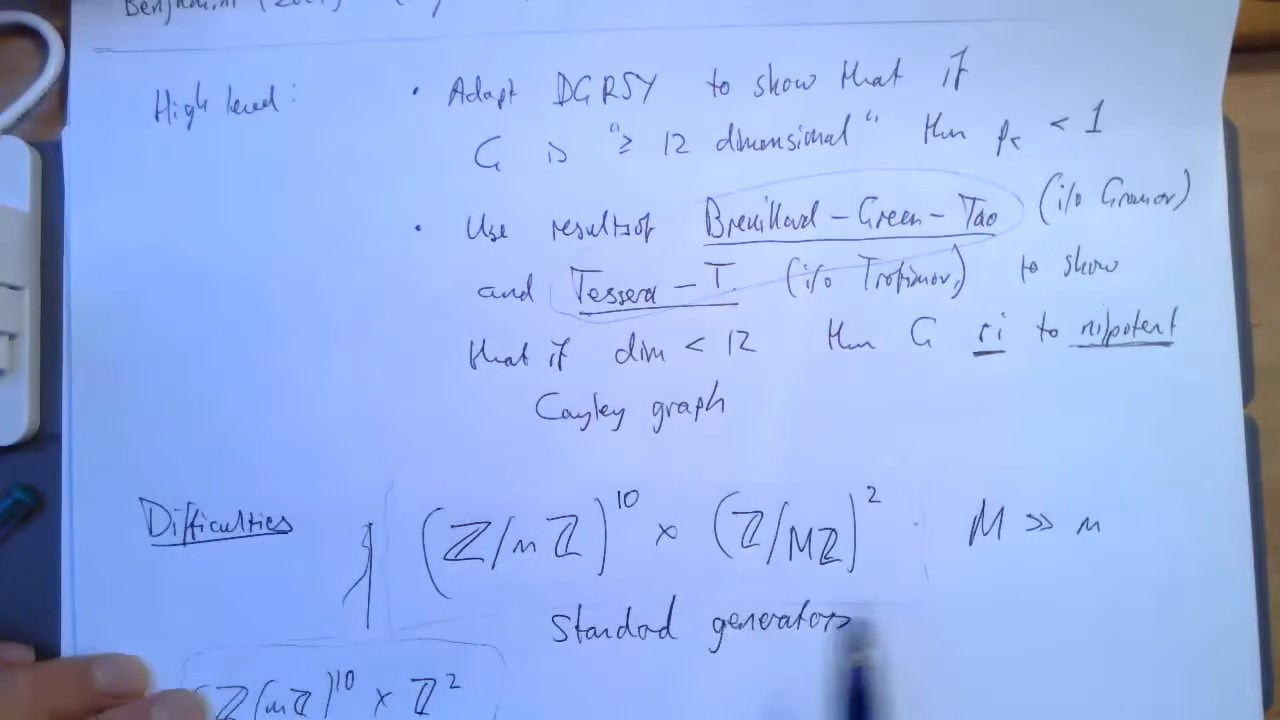 High level:
• Adapt DGRSY to show that if
G is "≥ 12 dimensional" then pc < 1
• Use results of Breuillard – Green – Tao (i/o Gromov)
and Tessera – T. (i/o Trofimov) to show
that if dim < 12 then G ri to nilpotent
Cayley graph
Difficulties (ℤ/nℤ)^10 × (ℤ/Mℤ)^2 M ≫ n
Standard generators
(ℤ/nℤ)^10 × ℤ^2